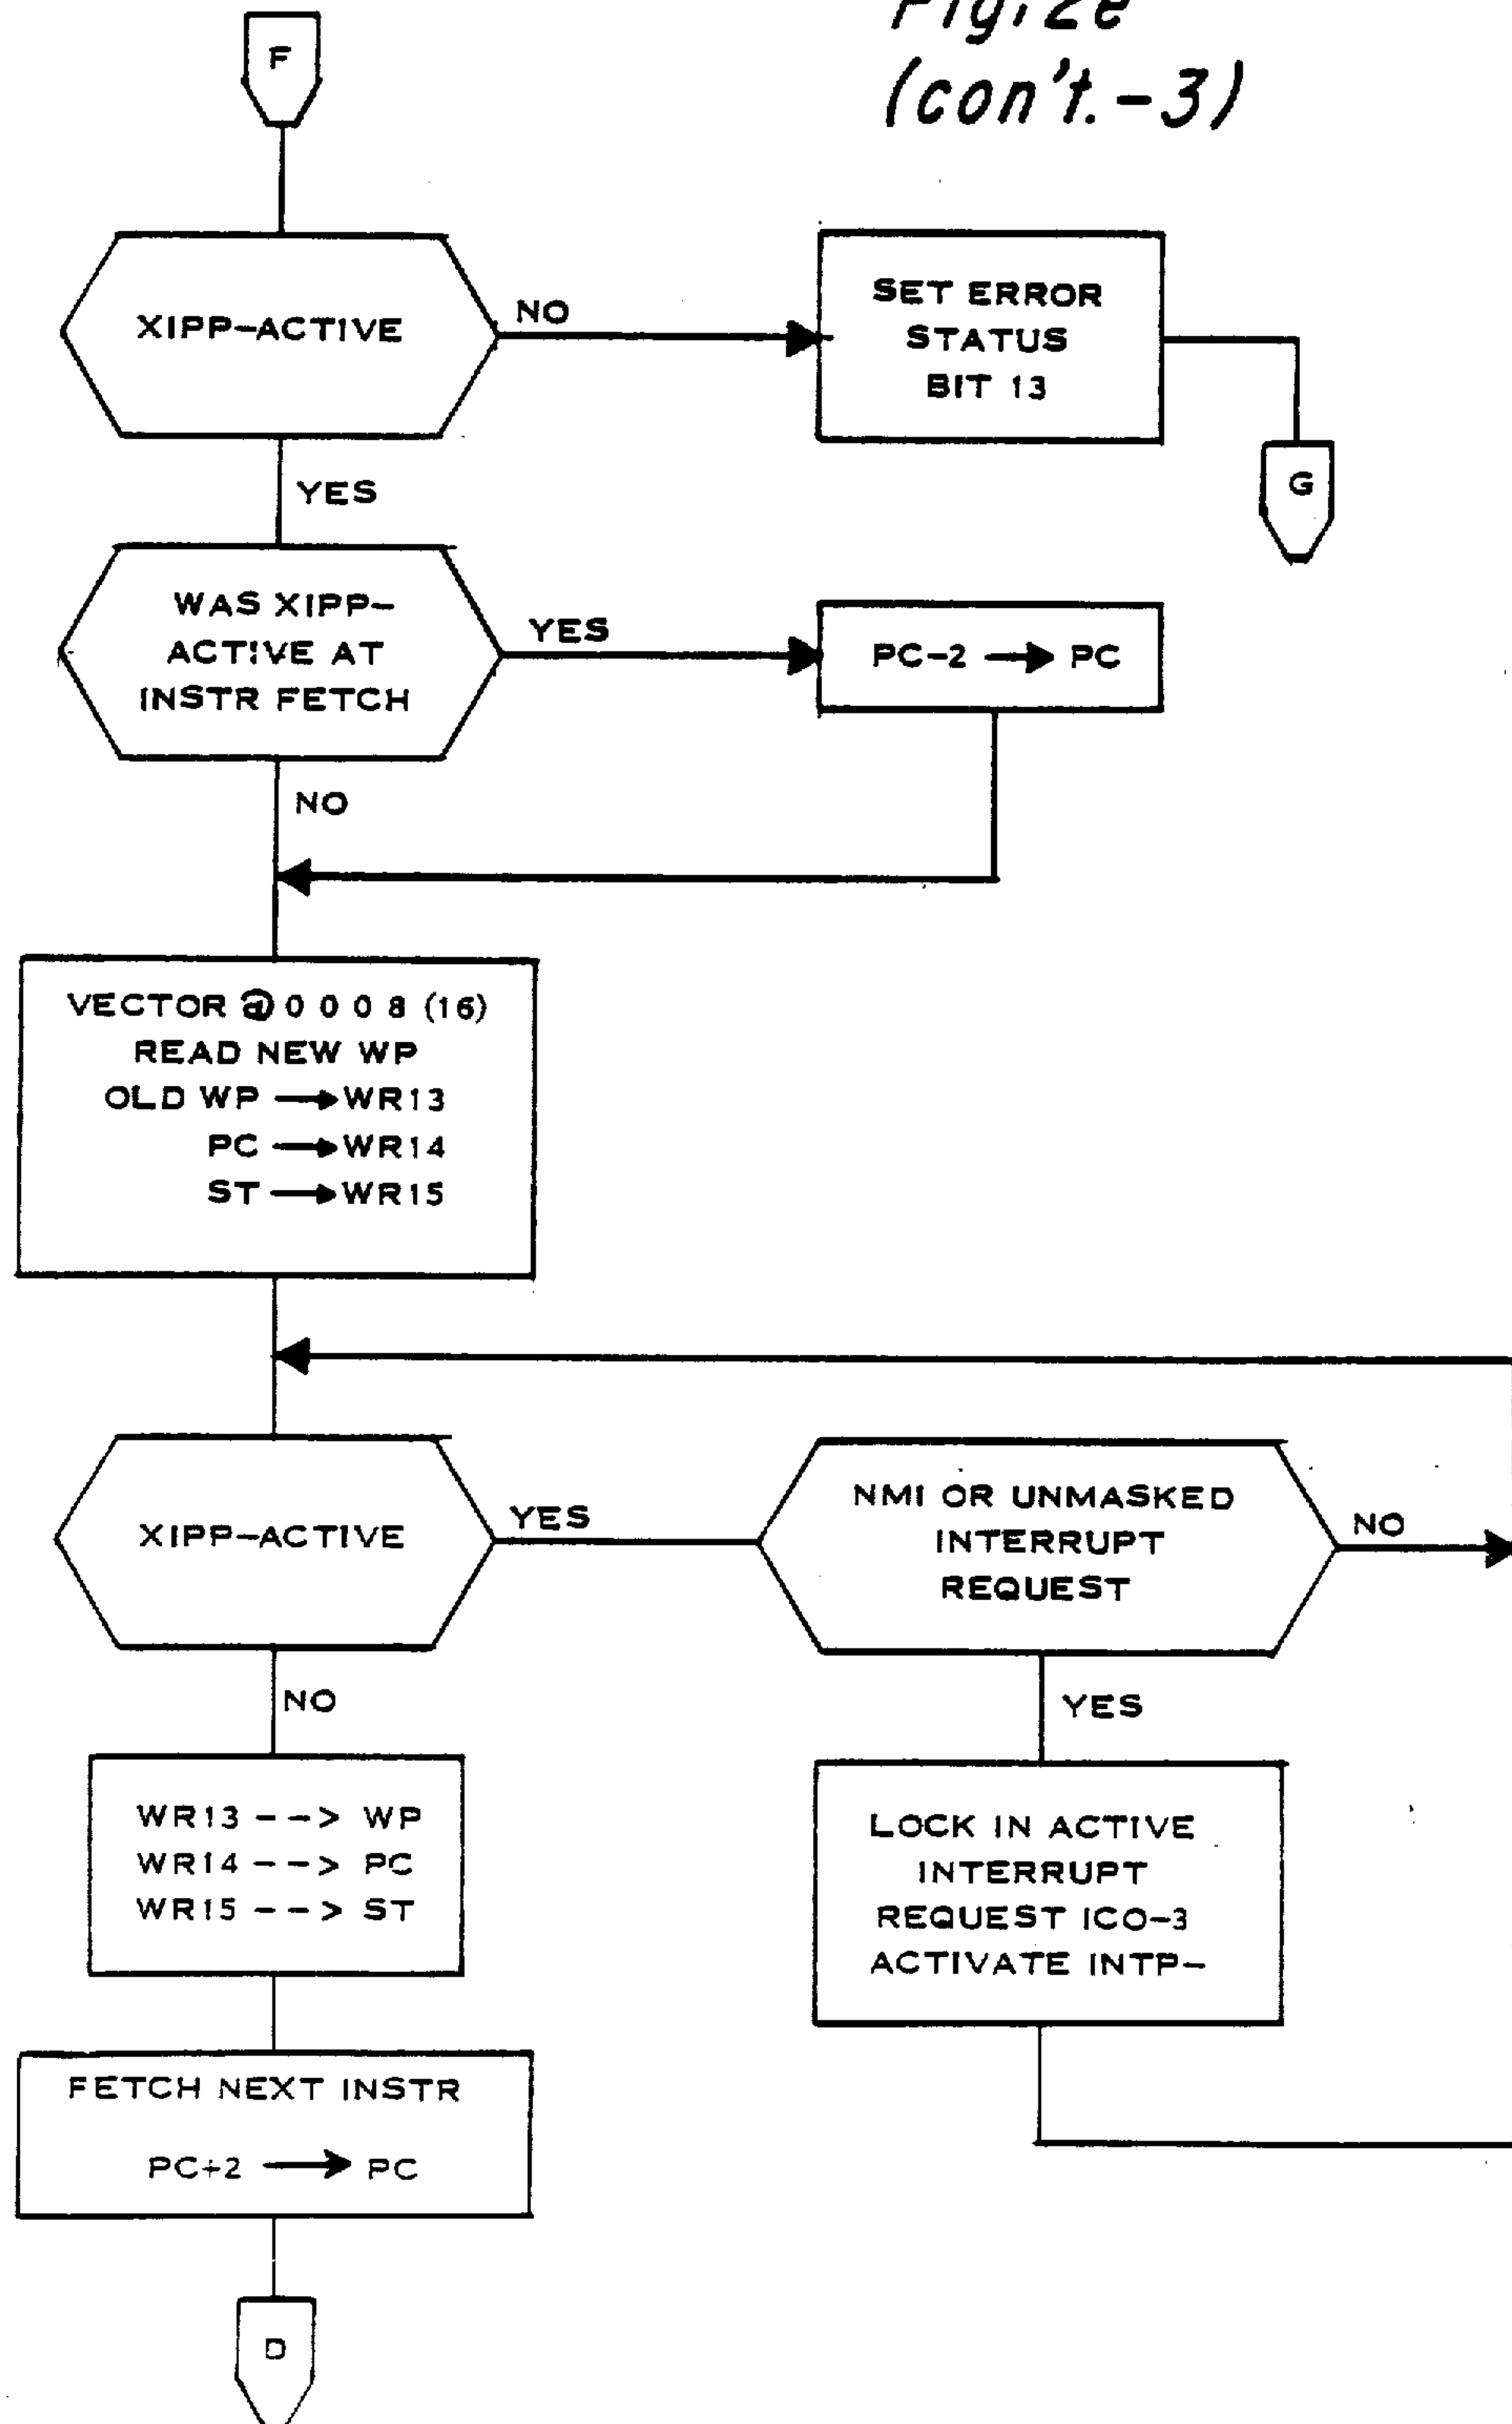 Fig. 2e
(con't.-3)
F
XIPP-ACTIVE
NO
SET ERROR
STATUS
BIT 13
G
YES
WAS XIPP-
ACTIVE AT
INSTR FETCH
YES
PC-2 → PC
NO
VECTOR @ 0 0 0 8 (16)
READ NEW WP
OLD WP → WR13
PC → WR14
ST → WR15
XIPP-ACTIVE
YES
NMI OR UNMASKED
INTERRUPT
REQUEST
NO
NO
YES
WR13 --> WP
WR14 --> PC
WR15 --> ST
LOCK IN ACTIVE
INTERRUPT
REQUEST ICO-3
ACTIVATE INTP-
FETCH NEXT INSTR
PC+2 → PC
D